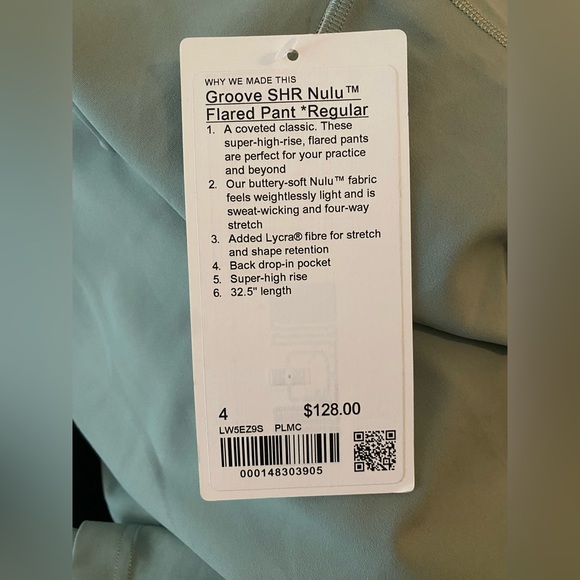 WHY WE MADE THIS
Groove SHR Nulu™
Flared Pant *Regular
1. A coveted classic. These
super-high-rise, flared pants
are perfect for your practice
and beyond
2. Our buttery-soft Nulu™ fabric
feels weightlessly light and is
sweat-wicking and four-way
stretch
3. Added Lycra® fibre for stretch
and shape retention
4. Back drop-in pocket
5. Super-high rise
6. 32.5" length
4 $128.00
LW5EZ9S PLMC
000148303905